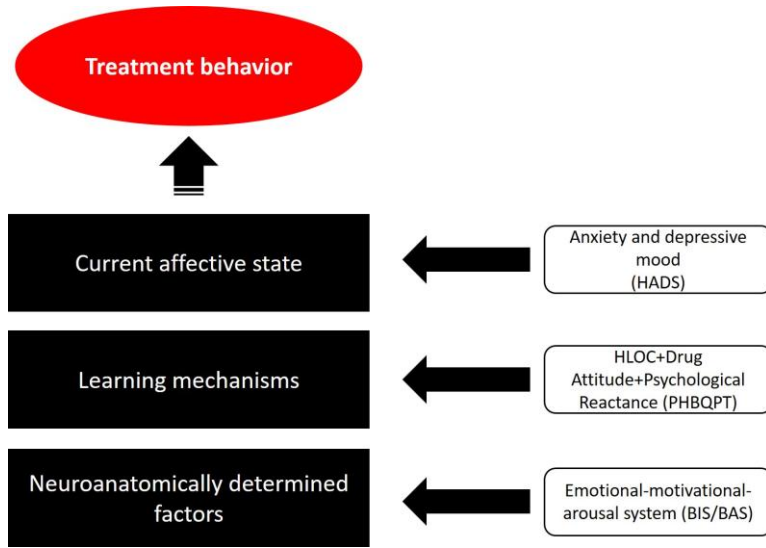 Treatment behavior
Current affective state
Anxiety and depressive
mood
(HADS)
Learning mechanisms
HLOC+Drug
Attitude+Psychological
Reactance (PHBQPT)
Neuroanatomically determined
factors
Emotional-motivational-
arousal system (BIS/BAS)